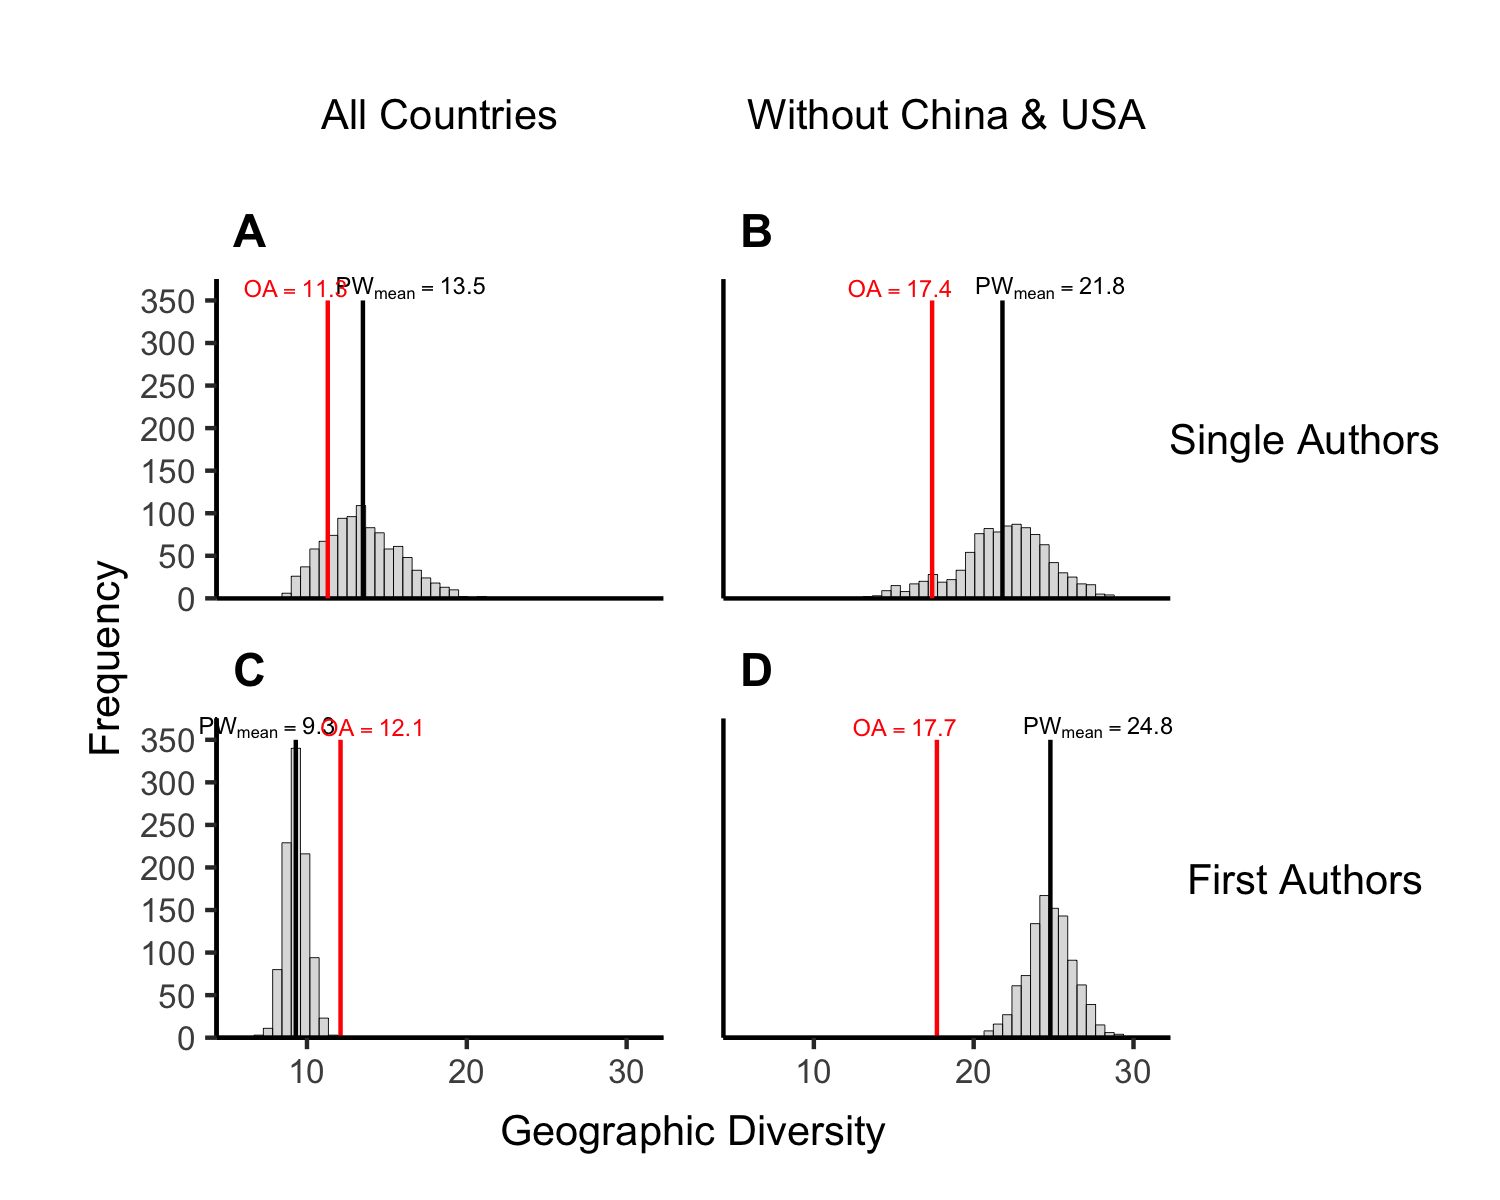 All Countries
Without China & USA
A
B
OA = 11.3
PWmean = 13.5
OA = 17.4
PWmean = 21.8
350
300
250
200
150
100
50
0
Single Authors
Frequency
C
D
PWmean = 9.3
OA = 12.1
OA = 17.7
PWmean = 24.8
350
300
250
200
150
100
50
0
First Authors
10
20
30
10
20
30
Geographic Diversity